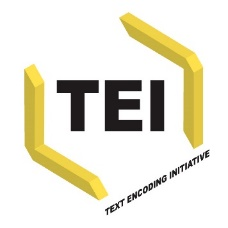 TEI
TEXT ENCODING INITIATIVE